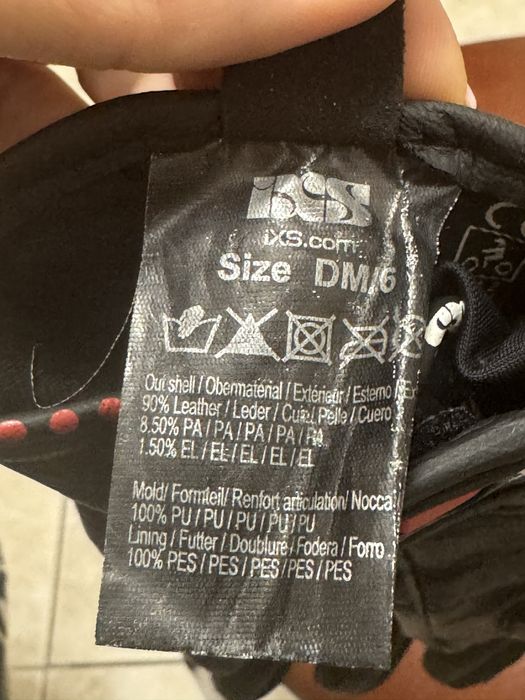 iXS
iXS.com
Size DM/6
Out shell / Obermaterial / Extérieur / Esterno /
90% Leather / Leder / Cuir / Pelle / Cuero
8.50% PA / PA / PA / PA / PA
1.50% EL / EL / EL / EL / EL
Mold / Formteil / Renfort articulation / Nocca
100% PU / PU / PU / PU / PU
Lining / Futter / Doublure / Fodera / Forro
100% PES / PES / PES / PES / PES